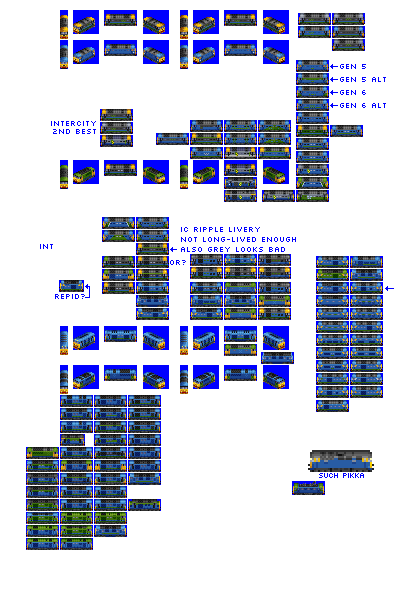 ← GEN 5
← GEN 5 ALT
← GEN 6
← GEN 6 ALT
INTERCITY
2ND BEST
IC RIPPLE LIVERY
NOT LONG-LIVED ENOUGH
← ALSO GREY LOOKS BAD
INT
OR?
←
REPID?
SUCH PIKKA